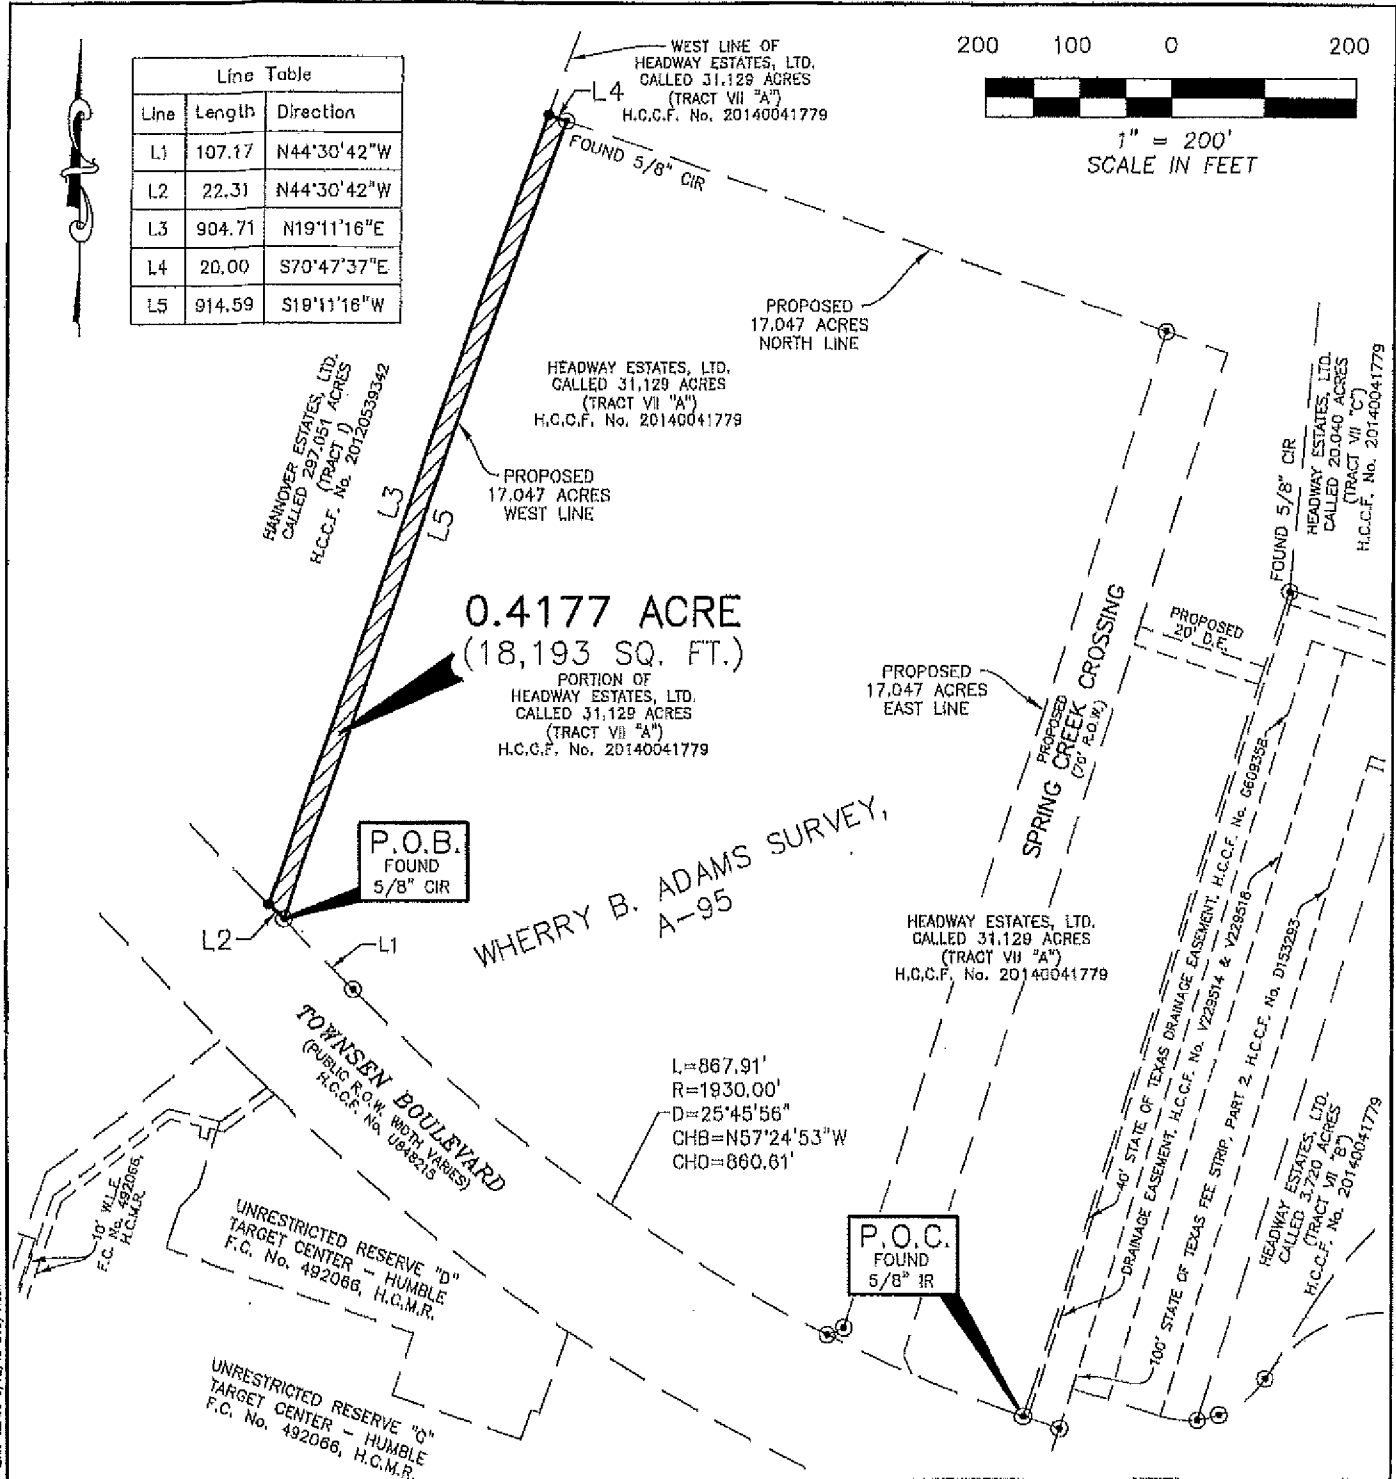 Line Table
Line Length Direction
L1 107.17 N44°30'42"W
L2 22.31 N44°30'42"W
L3 904.71 N19°11'16"E
L4 20.00 S70°47'37"E
L5 914.59 S19°11'16"W
WEST LINE OF
HEADWAY ESTATES, LTD.
CALLED 31.129 ACRES
(TRACT VII "A")
H.C.C.F. No. 20140041779
L4
FOUND 5/8" CIR
200 100 0 200
1" = 200'
SCALE IN FEET
PROPOSED
17.047 ACRES
NORTH LINE
HANNOVER ESTATES, LTD.
CALLED 297.051 ACRES
(TRACT I)
H.C.C.F. No. 20120539342
HEADWAY ESTATES, LTD.
CALLED 31.129 ACRES
(TRACT VII "A")
H.C.C.F. No. 20140041779
L3
L5
PROPOSED
17.047 ACRES
WEST LINE
FOUND 5/8" CIR
HEADWAY ESTATES, LTD.
CALLED 20.040 ACRES
(TRACT VII "C")
H.C.C.F. No. 20140041779
0.4177 ACRE
(18,193 SQ. FT.)
PORTION OF
HEADWAY ESTATES, LTD.
CALLED 31.129 ACRES
(TRACT VII "A")
H.C.C.F. No. 20140041779
PROPOSED
20' D.E.
PROPOSED
17.047 ACRES
EAST LINE
PROPOSED
SPRING CREEK CROSSING
(70' R.O.W.)
P.O.B.
FOUND
5/8" CIR
L2
L1
WHERRY B. ADAMS SURVEY,
A-95
HEADWAY ESTATES, LTD.
CALLED 31.129 ACRES
(TRACT VII "A")
H.C.C.F. No. 20140041779
40' STATE OF TEXAS DRAINAGE EASEMENT, H.C.C.F. No. G609358
DRAINAGE EASEMENT, H.C.C.F. No. V229514 & V229518
100' STATE OF TEXAS FEE STRIP, PART 2, H.C.C.F. No. D153293
HEADWAY ESTATES, LTD.
CALLED 3.720 ACRES
(TRACT VII "B")
H.C.C.F. No. 20140041779
TOWNSEN BOULEVARD
(PUBLIC R.O.W. WIDTH VARIES)
H.C.C.F. No. U848215
L=867.91'
R=1930.00'
D=25°45'56"
CHB=N57°24'53"W
CHD=860.61'
10' W.L.E.
F.C. No. 492066,
H.C.M.R.
UNRESTRICTED RESERVE "D"
TARGET CENTER - HUMBLE
F.C. No. 492066, H.C.M.R.
P.O.C.
FOUND
5/8" IR
UNRESTRICTED RESERVE "C"
TARGET CENTER - HUMBLE
F.C. No. 492066, H.C.M.R.